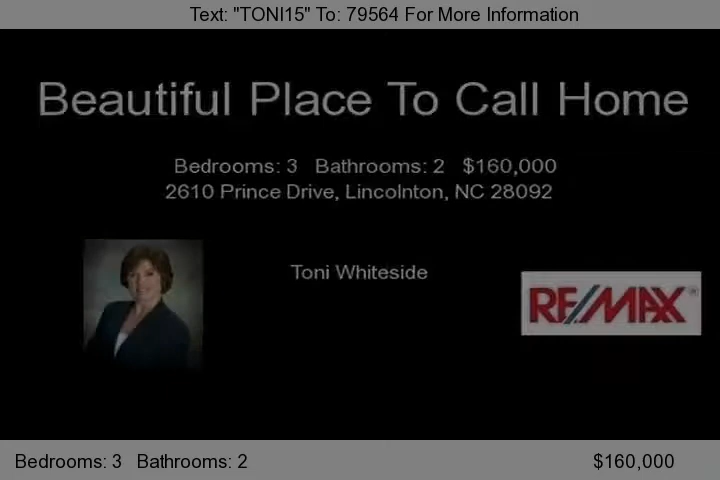 Text: "TONI15" To: 79564 For More Information
Beautiful Place To Call Home
Bedrooms: 3 Bathrooms: 2 $160,000
2610 Prince Drive, Lincolnton, NC 28092
Toni Whiteside
RE/MAX®
Bedrooms: 3 Bathrooms: 2 $160,000